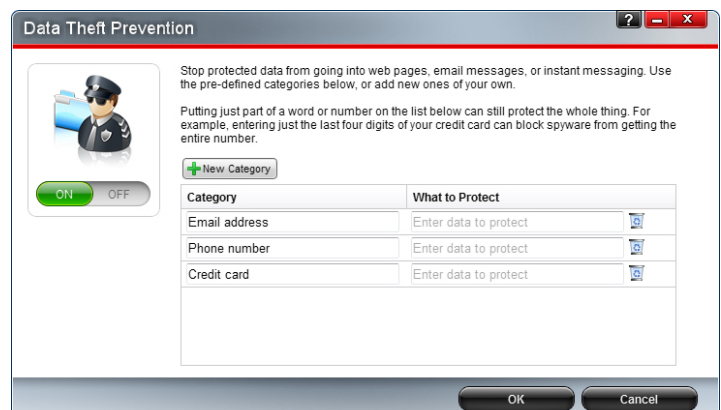 Data Theft Prevention
? – X
Stop protected data from going into web pages, email messages, or instant messaging. Use
the pre-defined categories below, or add new ones of your own.
Putting just part of a word or number on the list below can still protect the whole thing. For
example, entering just the last four digits of your credit card can block spyware from getting the
entire number.
New Category
ON OFF
Category What to Protect
Email address Enter data to protect
Phone number Enter data to protect
Credit card Enter data to protect
OK Cancel